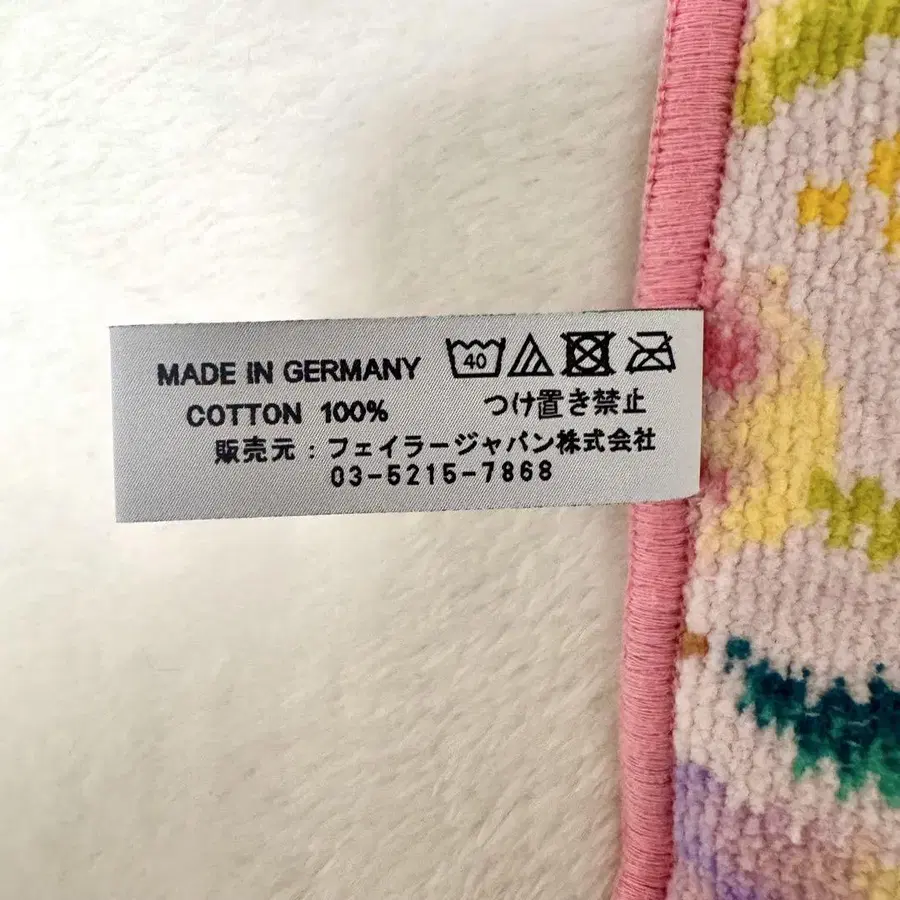 MADE IN GERMANY 40
COTTON 100% つけ置き禁止
販売元：フェイラージャパン株式会社
03-5215-7868